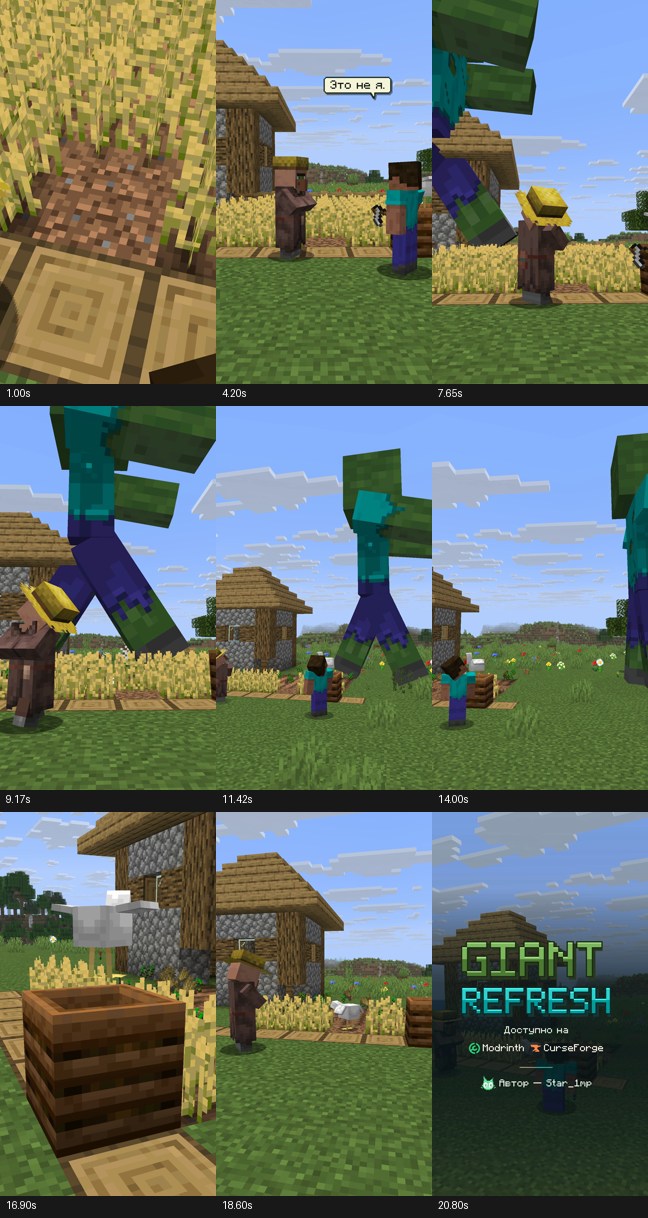 Это не я.
1.00s
4.20s
7.65s
9.17s
11.42s
14.00s
GIANT
REFRESH
Доступно на
Modrinth CurseForge
Автор — Star_1mp
16.90s
18.60s
20.80s